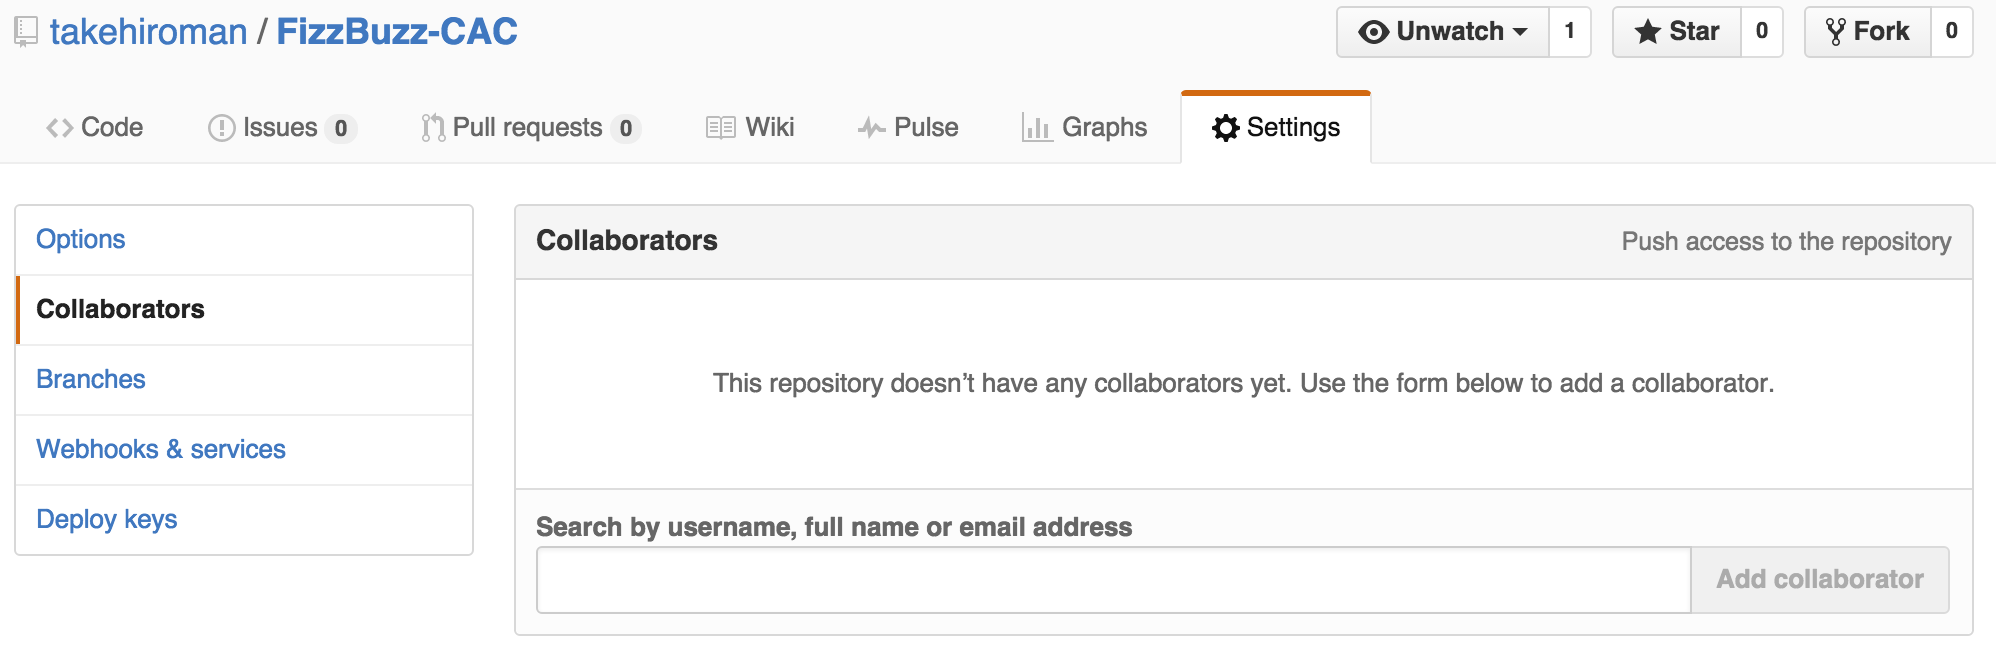 takehiroman / FizzBuzz-CAC
Unwatch 1
Star 0
Fork 0
Code
Issues 0
Pull requests 0
Wiki
Pulse
Graphs
Settings
Options
Collaborators
Branches
Webhooks & services
Deploy keys
Collaborators
Push access to the repository
This repository doesn’t have any collaborators yet. Use the form below to add a collaborator.
Search by username, full name or email address
Add collaborator